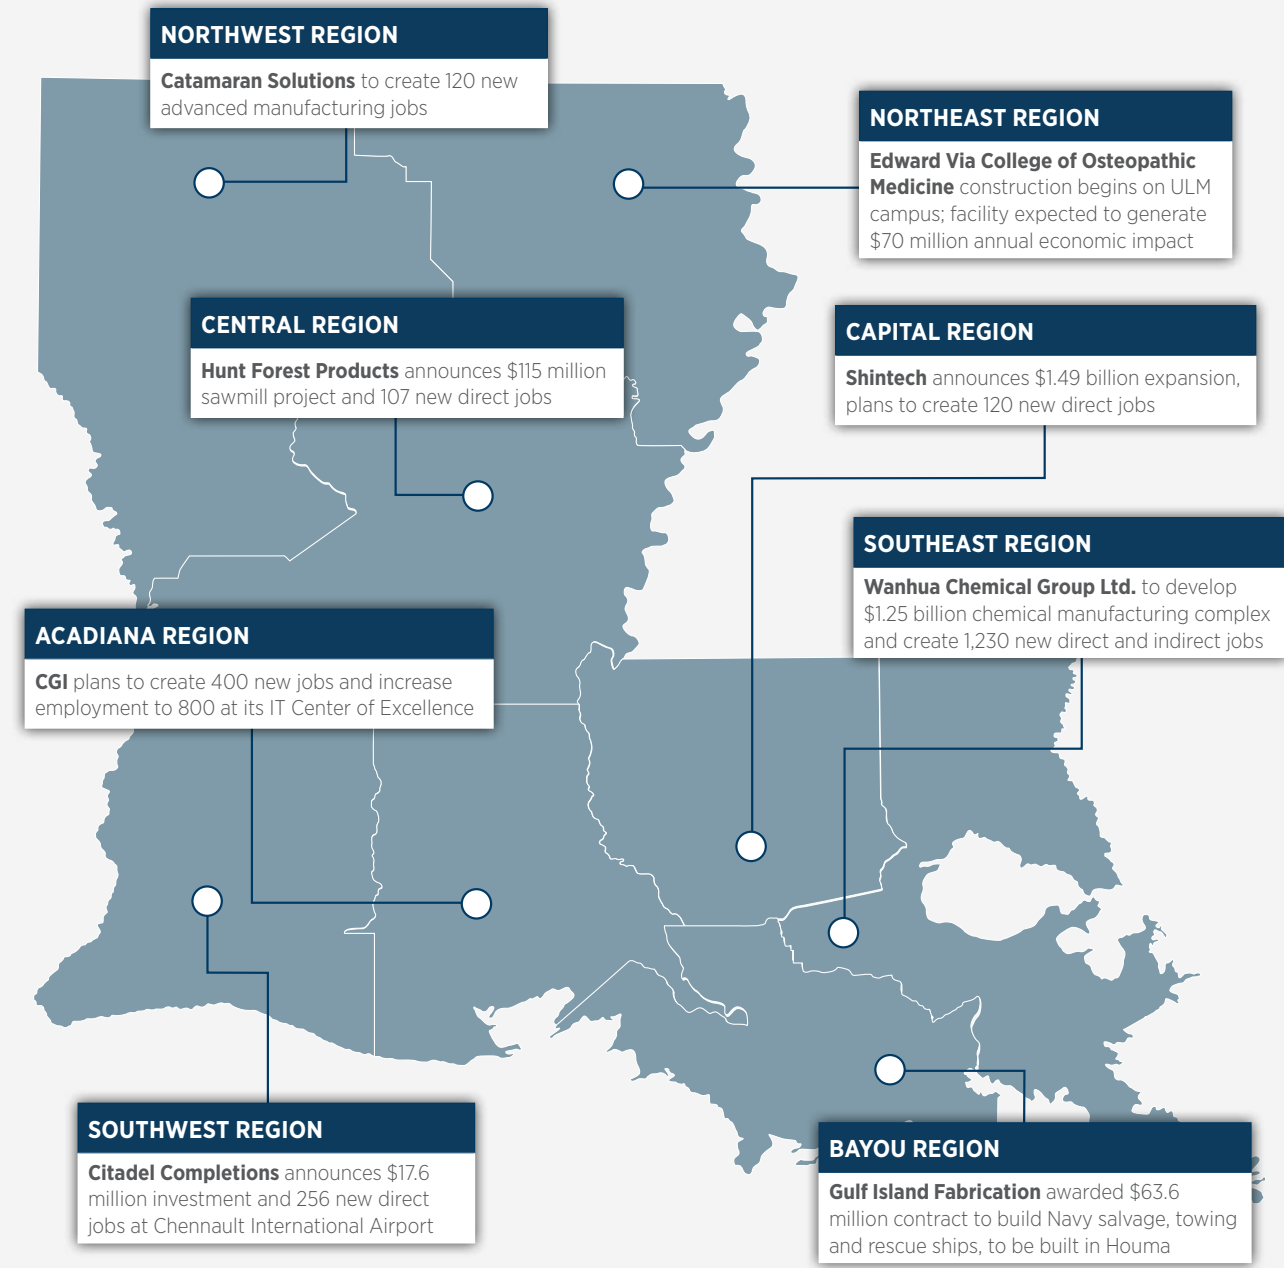 NORTHWEST REGION
Catamaran Solutions to create 120 new
advanced manufacturing jobs
NORTHEAST REGION
Edward Via College of Osteopathic
Medicine construction begins on ULM
campus; facility expected to generate
$70 million annual economic impact
CENTRAL REGION
Hunt Forest Products announces $115 million
sawmill project and 107 new direct jobs
CAPITAL REGION
Shintech announces $1.49 billion expansion,
plans to create 120 new direct jobs
SOUTHEAST REGION
Wanhua Chemical Group Ltd. to develop
$1.25 billion chemical manufacturing complex
and create 1,230 new direct and indirect jobs
ACADIANA REGION
CGI plans to create 400 new jobs and increase
employment to 800 at its IT Center of Excellence
SOUTHWEST REGION
Citadel Completions announces $17.6
million investment and 256 new direct
jobs at Chennault International Airport
BAYOU REGION
Gulf Island Fabrication awarded $63.6
million contract to build Navy salvage, towing
and rescue ships, to be built in Houma